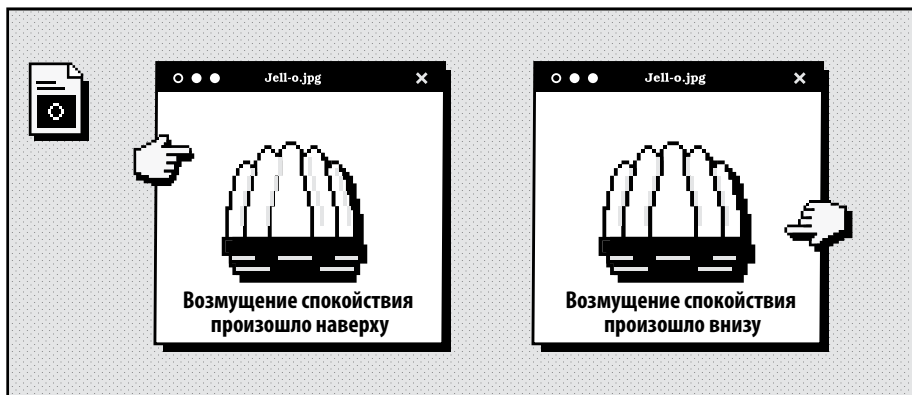 Jell-o.jpg
Возмущение спокойствия
произошло наверху
Jell-o.jpg
Возмущение спокойствия
произошло внизу